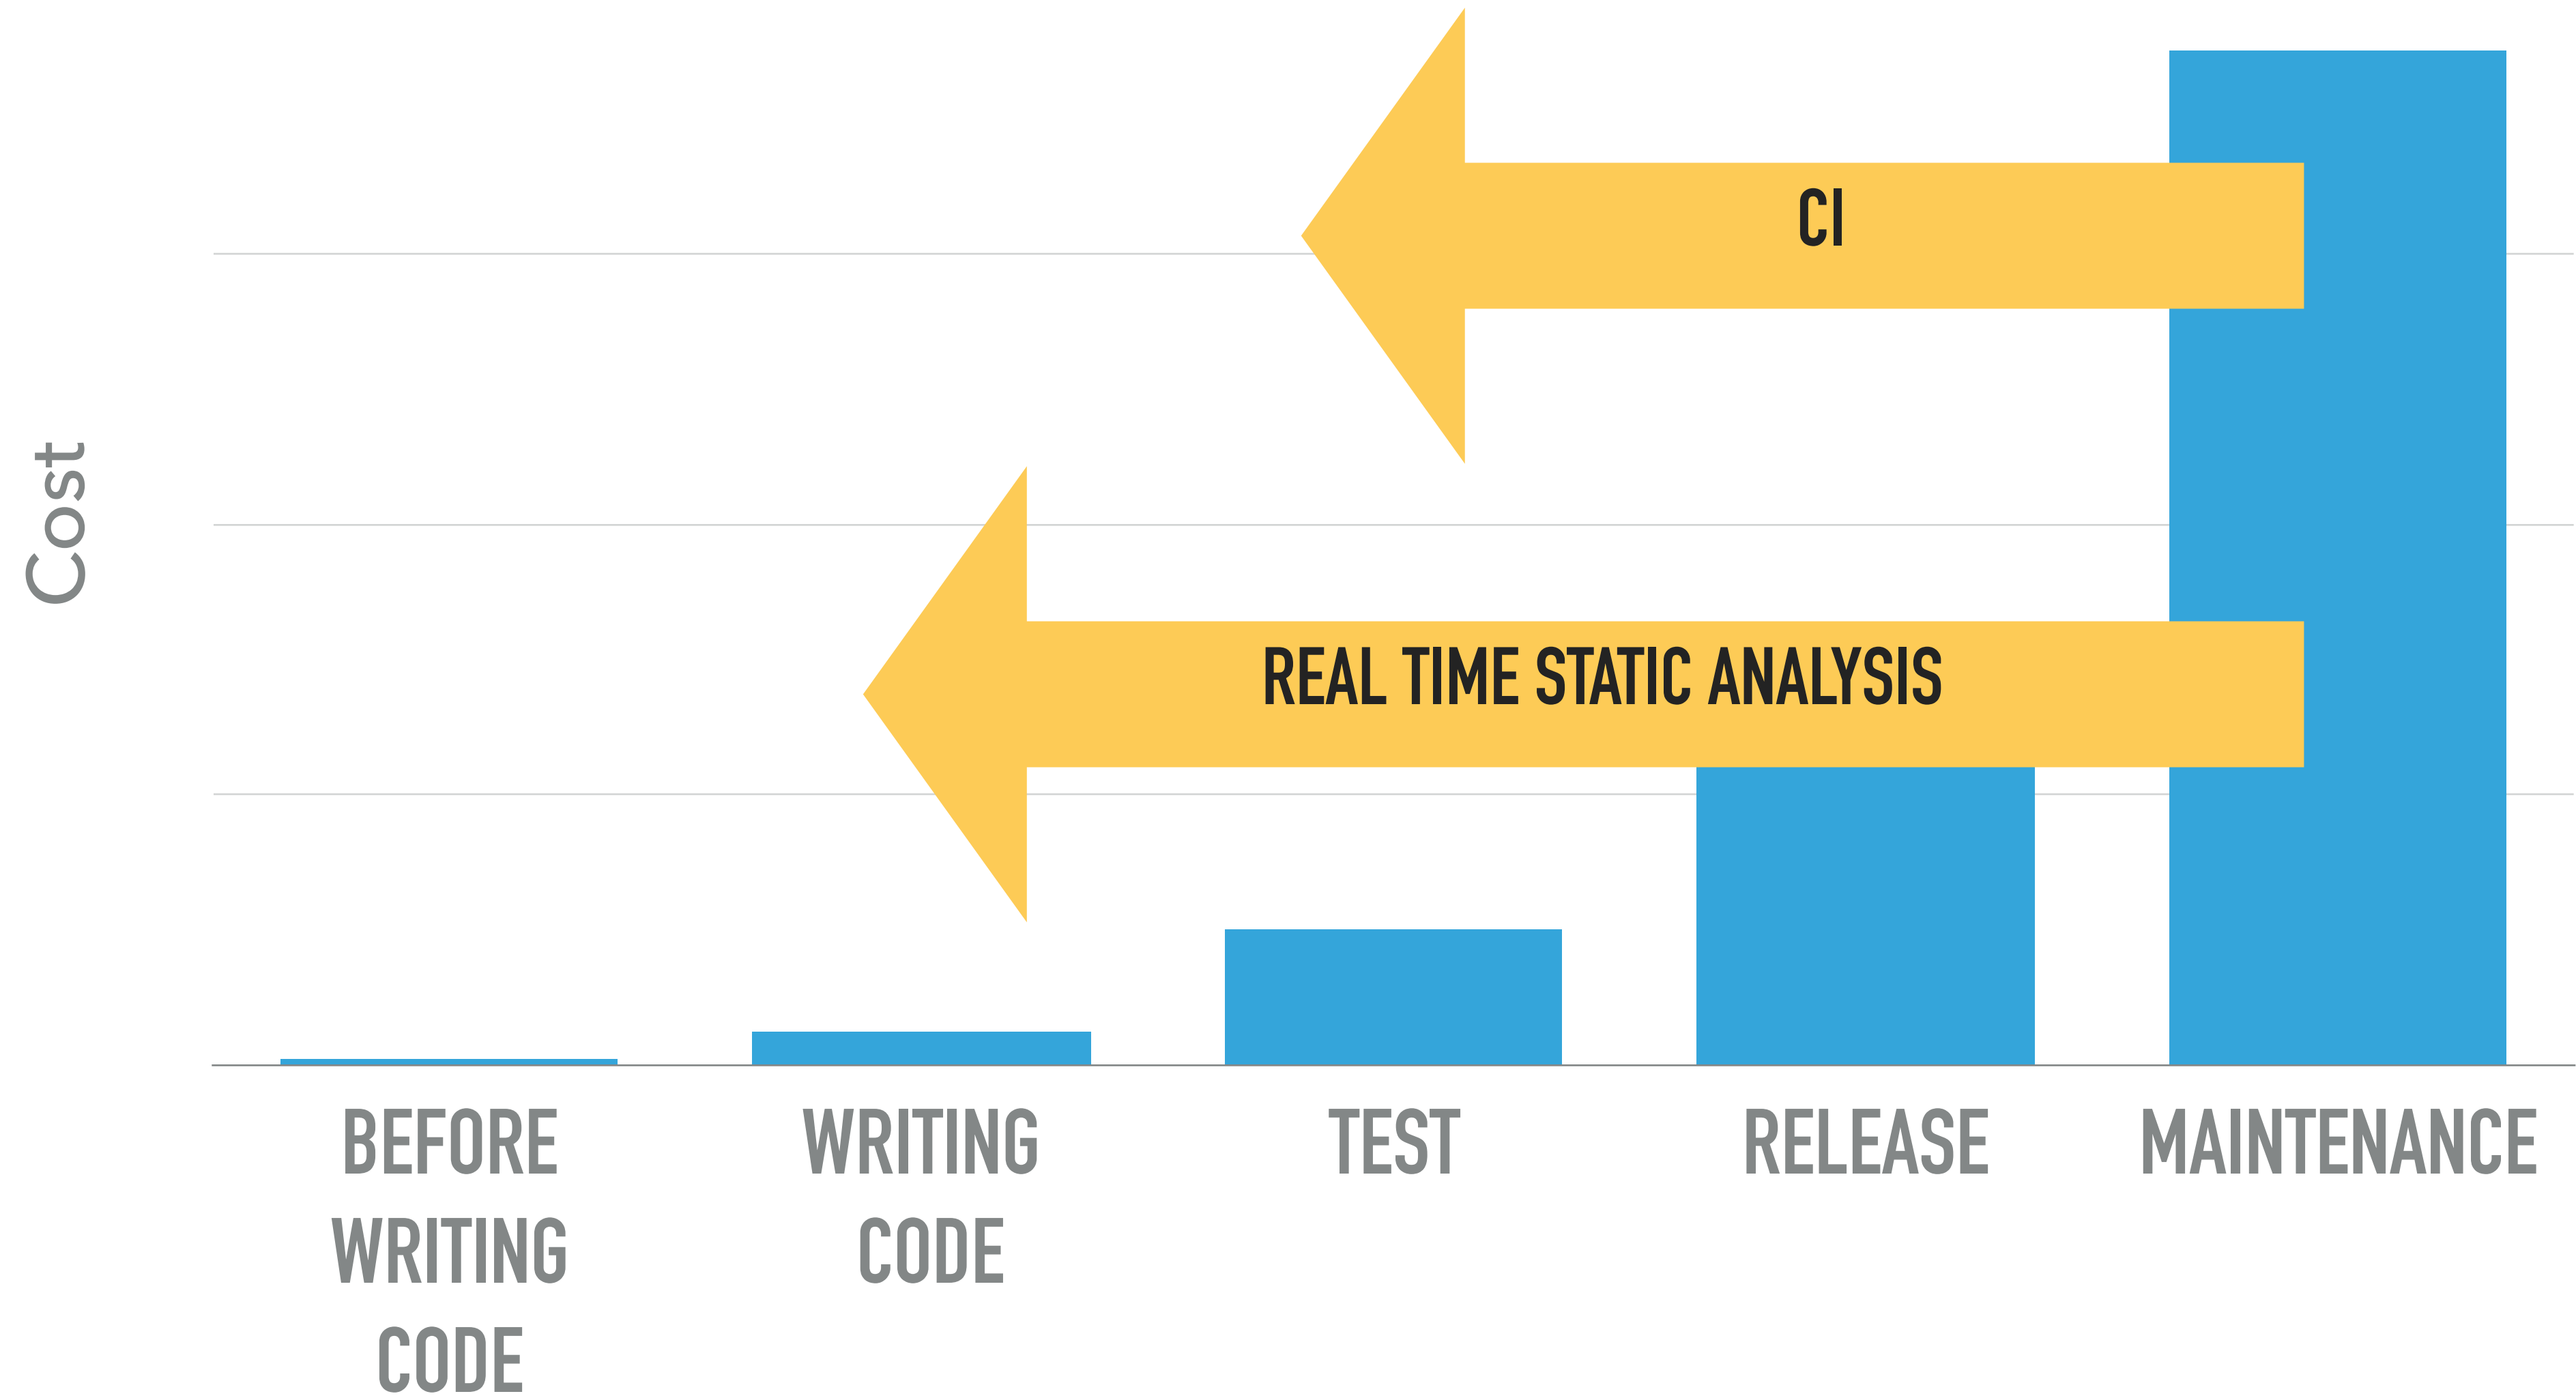 Cost
CI
REAL TIME STATIC ANALYSIS
BEFORE
WRITING
CODE
WRITING
CODE
TEST
RELEASE
MAINTENANCE